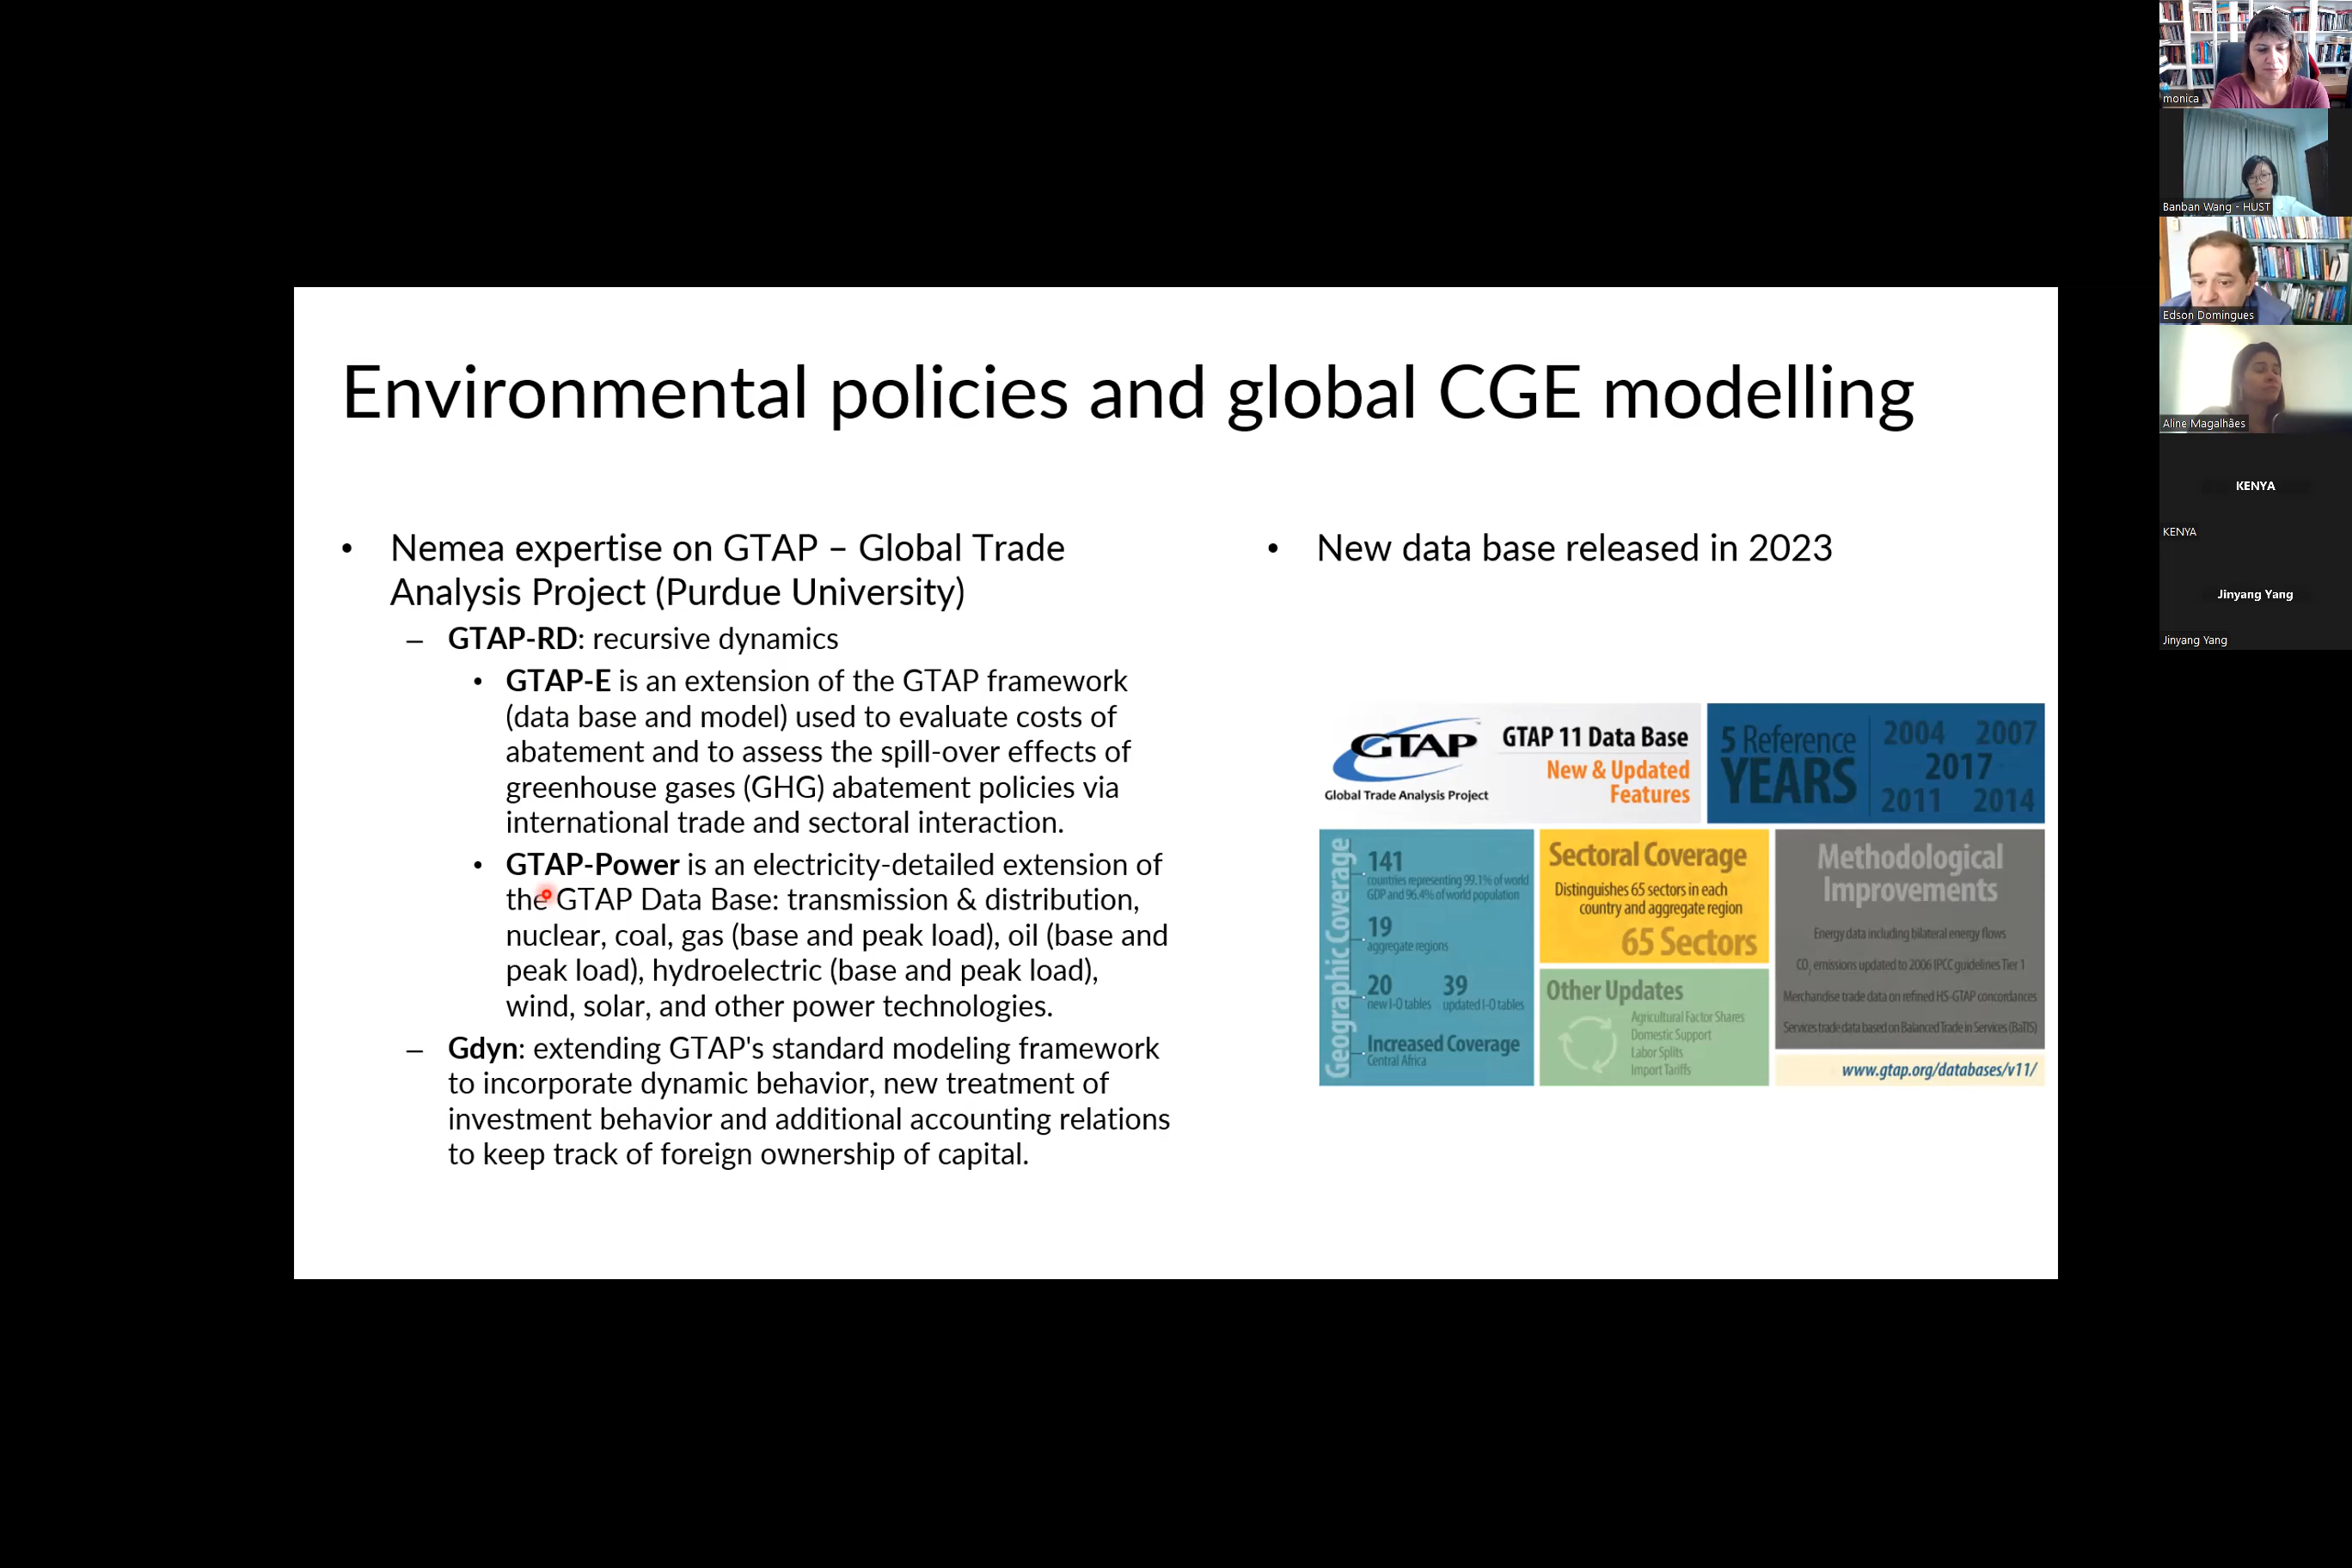 Environmental policies and global CGE modelling
• Nemea expertise on GTAP – Global Trade
Analysis Project (Purdue University)
– GTAP-RD: recursive dynamics
• GTAP-E is an extension of the GTAP framework
(data base and model) used to evaluate costs of
abatement and to assess the spill-over effects of
greenhouse gases (GHG) abatement policies via
international trade and sectoral interaction.
• GTAP-Power is an electricity-detailed extension of
the GTAP Data Base: transmission & distribution,
nuclear, coal, gas (base and peak load), oil (base and
peak load), hydroelectric (base and peak load),
wind, solar, and other power technologies.
– Gdyn: extending GTAP's standard modeling framework
to incorporate dynamic behavior, new treatment of
investment behavior and additional accounting relations
to keep track of foreign ownership of capital.
• New data base released in 2023
GTAP
Global Trade Analysis Project
GTAP 11 Data Base
New & Updated
Features
5 Reference
YEARS
2004 2007
2017
2011 2014
Geographic Coverage
141
countries representing 99.1% of world
GDP and 96.4% of world population
19
aggregate regions
20 39
new I-O tables updated I-O tables
Increased Coverage
Central Africa
Sectoral Coverage
Distinguishes 65 sectors in each
country and aggregate region
65 Sectors
Other Updates
Agricultural Factor Shares
Domestic Support
Labor Splits
Import Tariffs
Methodological
Improvements
Energy data including bilateral energy flows
CO2 emissions updated to 2006 IPCC guidelines Tier 1
Merchandise trade data on refined HS-GTAP concordances
Services trade data based on Balanced Trade in Services (BaTIS)
www.gtap.org/databases/v11/
monica
Banban Wang - HUST
Edson Domingues
Aline Magalhães
KENYA
KENYA
Jinyang Yang
Jinyang Yang